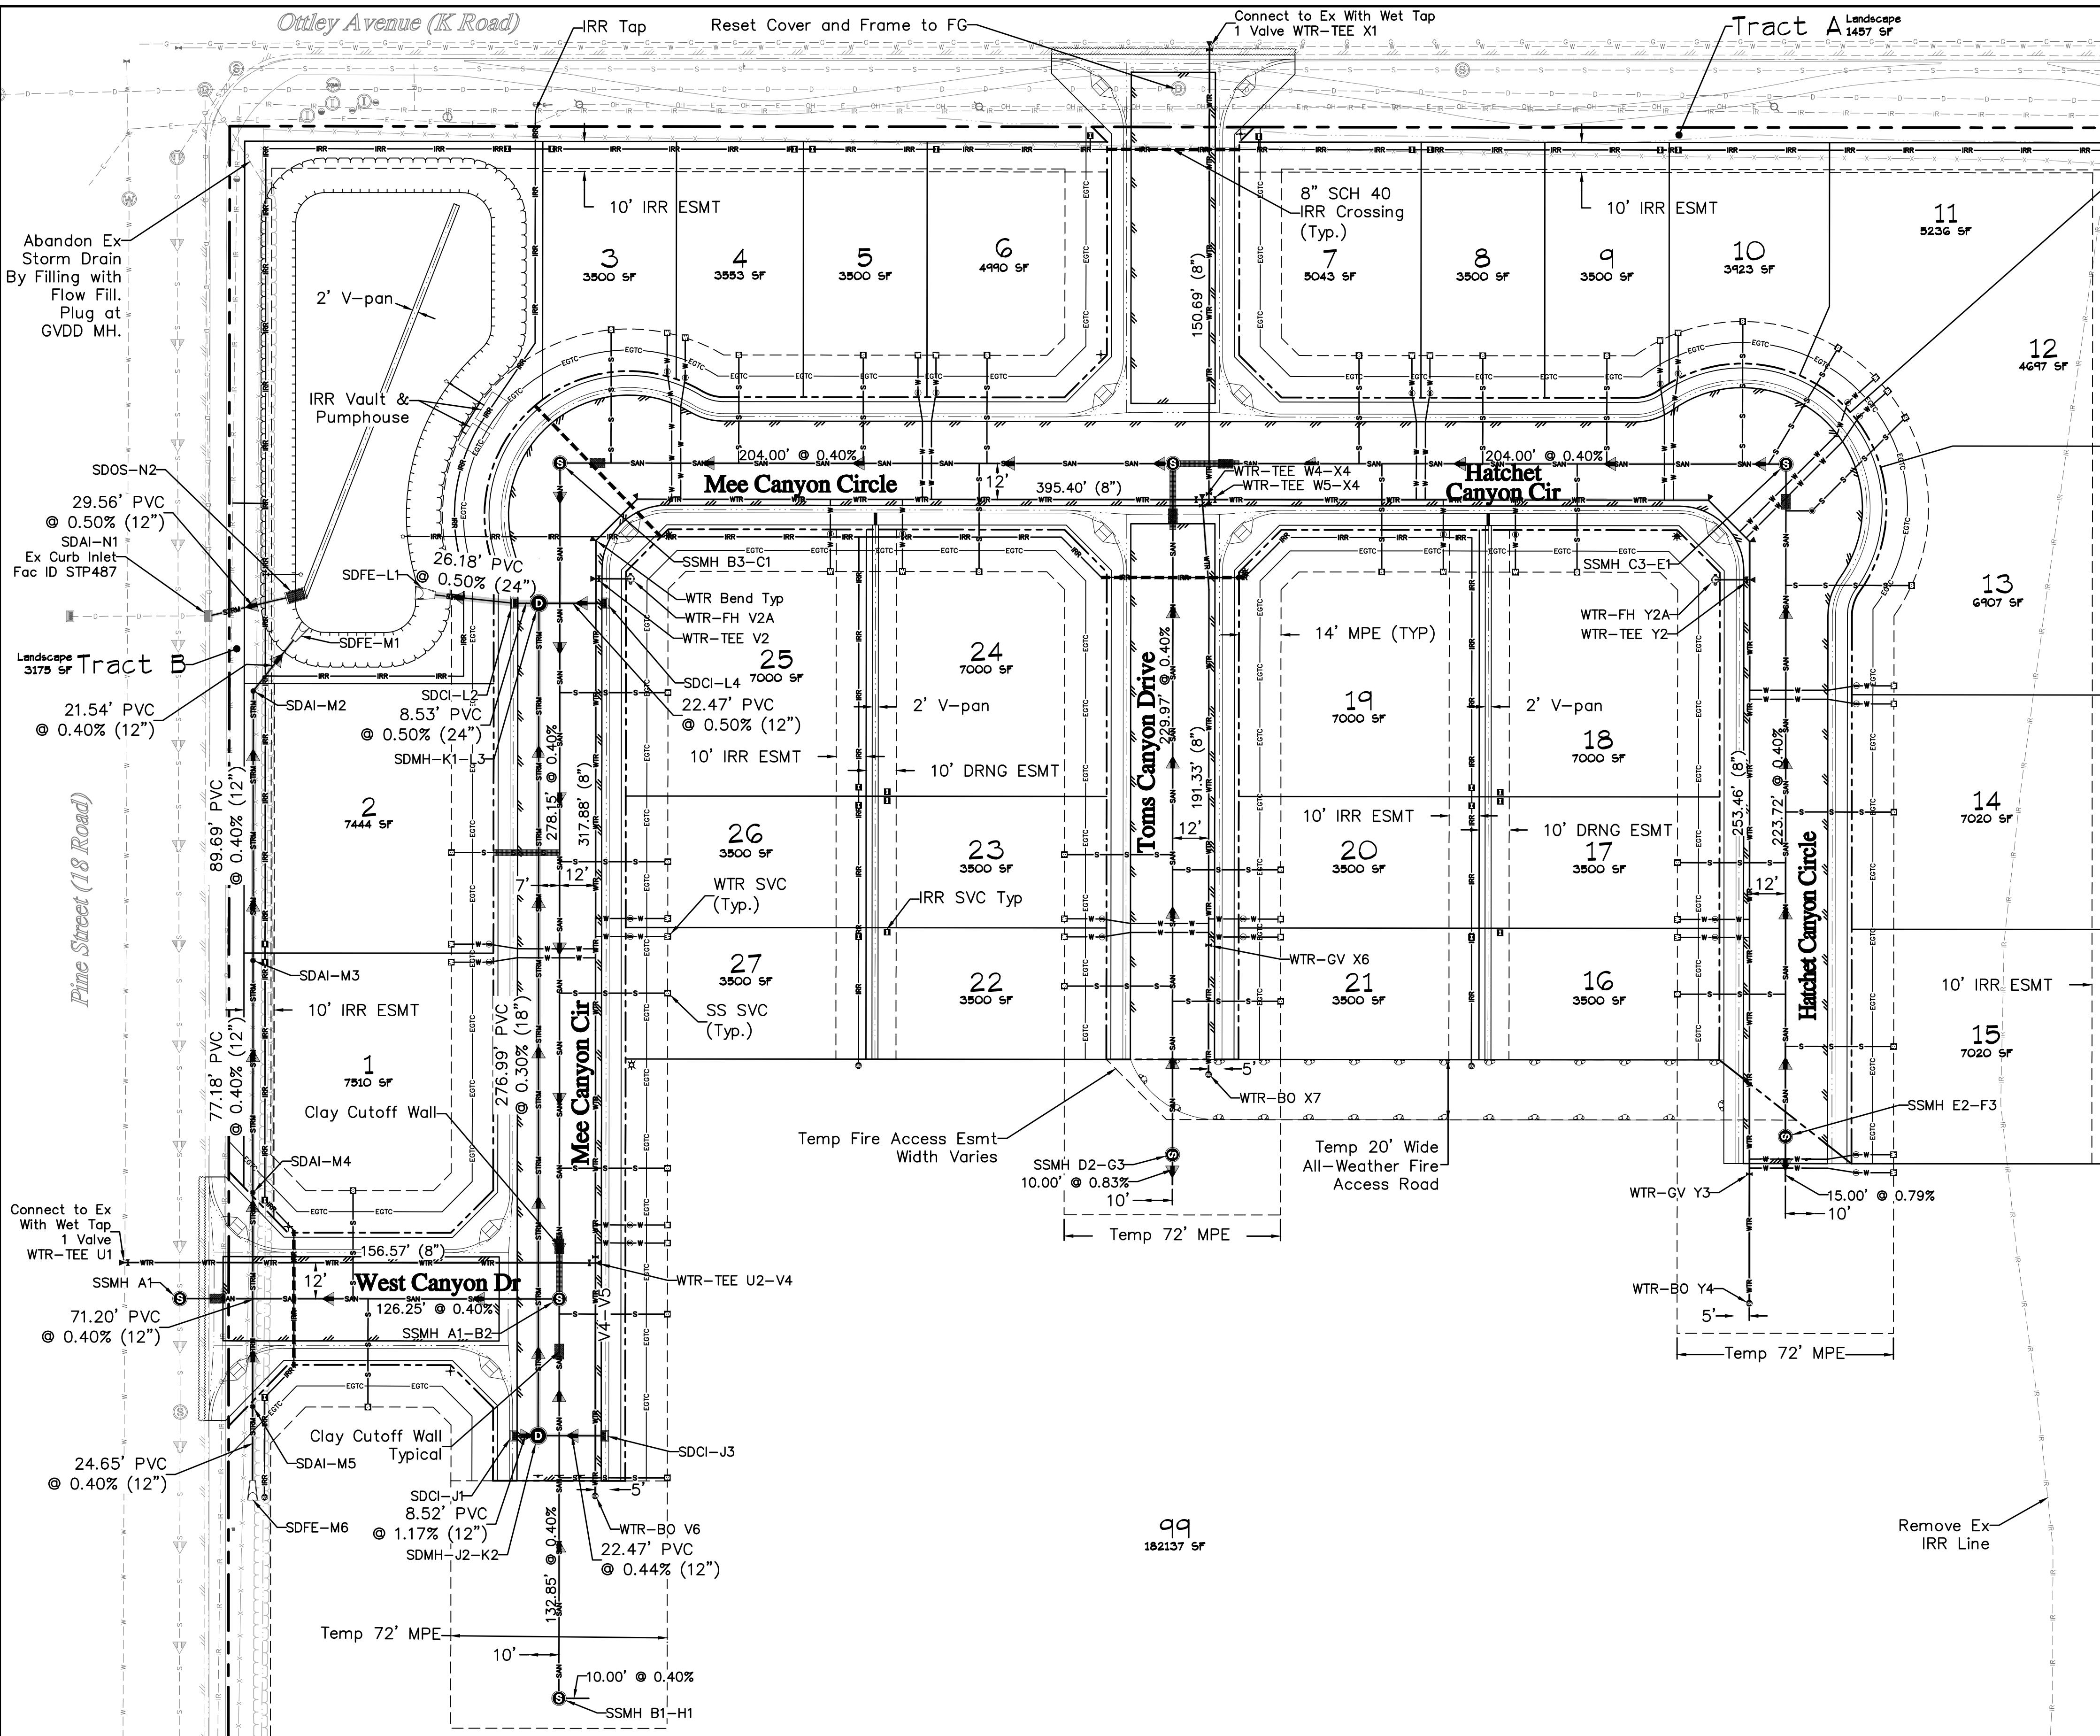 Ottley Avenue (K Road)
IRR Tap
Reset Cover and Frame to FG
Connect to Ex With Wet Tap
1 Valve WTR-TEE X1
Tract A
Landscape
1457 SF
Abandon Ex
Storm Drain
By Filling with
Flow Fill.
Plug at
GVDD MH.
2' V-pan
10' IRR ESMT
3
3500 SF
4
3553 SF
5
3500 SF
6
4990 SF
150.69' (8")
8" SCH 40
IRR Crossing
(Typ.)
7
5043 SF
8
3500 SF
9
3500 SF
10' IRR ESMT
10
3923 SF
11
5236 SF
12
4697 SF
IRR Vault &
Pumphouse
SDOS-N2
29.56' PVC
@ 0.50% (12")
SDAI-N1
Ex Curb Inlet
Fac ID STP487
204.00' @ 0.40%
Mee Canyon Circle
12'
395.40' (8")
WTR-TEE W4-X4
WTR-TEE W5-X4
204.00' @ 0.40%
Hatchet
Canyon Cir
26.18' PVC
@ 0.50% (24")
SDFE-L1
SSMH B3-C1
SSMH C3-E1
WTR Bend Typ
WTR-FH V2A
WTR-TEE V2
WTR-FH Y2A
WTR-TEE Y2
13
6907 SF
SDFE-M1
Landscape
3175 SF
Tract B
21.54' PVC
@ 0.40% (12")
SDAI-M2
SDCI-L2
8.53' PVC
@ 0.50% (24")
SDMH-K1-L3
SDCI-L4
22.47' PVC
@ 0.50% (12")
25
7000 SF
24
7000 SF
2' V-pan
10' IRR ESMT
10' DRNG ESMT
14' MPE (TYP)
Toms Canyon Drive
229.97' @ 0.40%
191.33' (8")
12'
19
7000 SF
2' V-pan
18
7000 SF
10' IRR ESMT
10' DRNG ESMT
253.46' (8")
223.72' @ 0.40%
12'
Hatchet Canyon Circle
14
7020 SF
Pine Street (18 Road)
89.69' PVC
@ 0.40% (12")
2
7444 SF
278.15' @ 0.40%
317.88' (8")
7'
12'
26
3500 SF
23
3500 SF
20
3500 SF
17
3500 SF
WTR SVC
(Typ.)
IRR SVC Typ
SDAI-M3
10' IRR ESMT
77.18' PVC
@ 0.40% (12")
27
3500 SF
22
3500 SF
WTR-GV X6
21
3500 SF
16
3500 SF
10' IRR ESMT
15
7020 SF
SS SVC
(Typ.)
276.99' PVC
@ 0.30% (18")
Mee Canyon Cir
1
7510 SF
Clay Cutoff Wall
5'
WTR-BO X7
Temp Fire Access Esmt
Width Varies
SSMH D2-G3
10.00' @ 0.83%
10'
Temp 72' MPE
Temp 20' Wide
All-Weather Fire
Access Road
SSMH E2-F3
WTR-GV Y3
15.00' @ 0.79%
10'
WTR-BO Y4
5'
Temp 72' MPE
SDAI-M4
Connect to Ex
With Wet Tap
1 Valve
WTR-TEE U1
SSMH A1
156.57' (8")
12'
West Canyon Dr
126.25' @ 0.40%
WTR-TEE U2-V4
SSMH A1-B2
V4-V5
71.20' PVC
@ 0.40% (12")
Clay Cutoff Wall
Typical
24.65' PVC
@ 0.40% (12")
SDAI-M5
SDCI-J3
SDCI-J1
8.52' PVC
@ 1.17% (12")
SDMH-J2-K2
5'
SDFE-M6
WTR-BO V6
22.47' PVC
@ 0.44% (12")
132.85' @ 0.40%
99
182137 SF
Remove Ex
IRR Line
Temp 72' MPE
10'
10.00' @ 0.40%
SSMH B1-H1